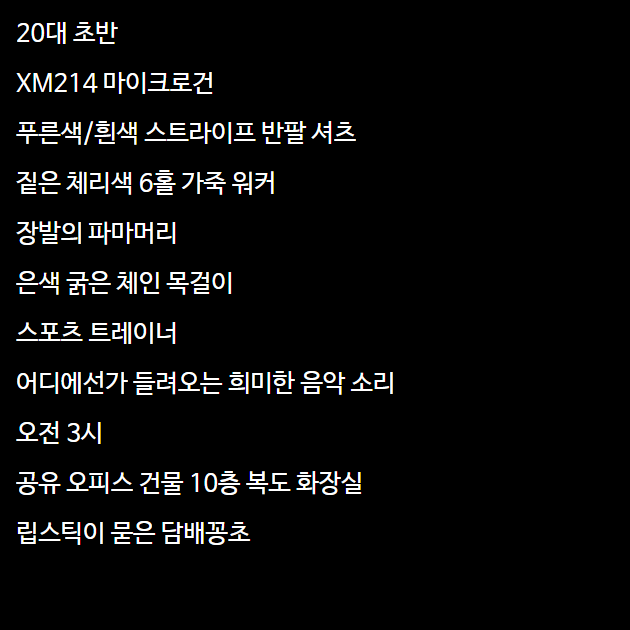 20대 초반
XM214 마이크로건
푸른색/흰색 스트라이프 반팔 셔츠
짙은 체리색 6홀 가죽 워커
장발의 파마머리
은색 굵은 체인 목걸이
스포츠 트레이너
어디에선가 들려오는 희미한 음악 소리
오전 3시
공유 오피스 건물 10층 복도 화장실
립스틱이 묻은 담배꽁초